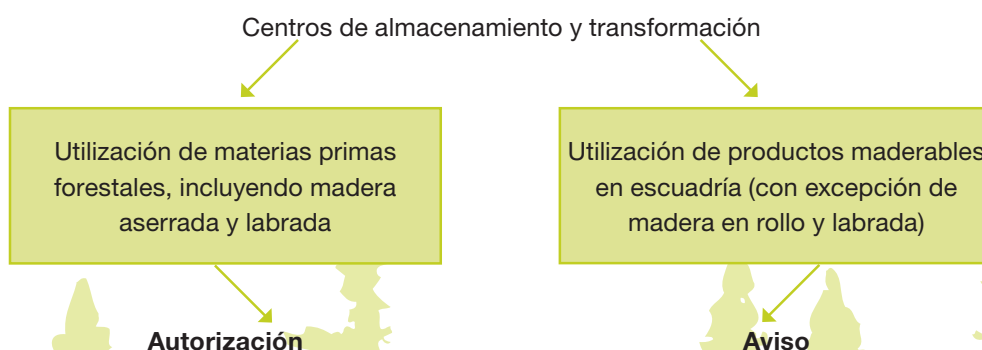 Centros de almacenamiento y transformación
Utilización de materias primas
forestales, incluyendo madera
aserrada y labrada
Utilización de productos maderables
en escuadría (con excepción de
madera en rollo y labrada)
Autorización
Aviso